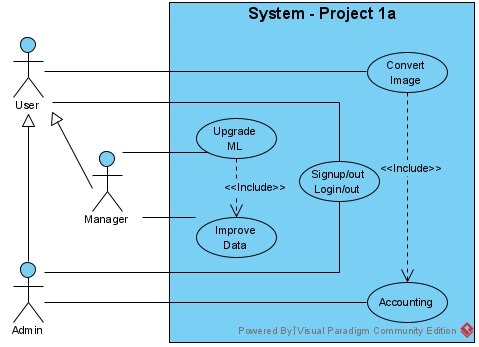 System - Project 1a
Convert
Image
User
Upgrade
ML
Signup/out
Login/out
<<Include>>
<<Include>>
Manager
Improve
Data
Admin
Accounting
Powered By Visual Paradigm Community Edition